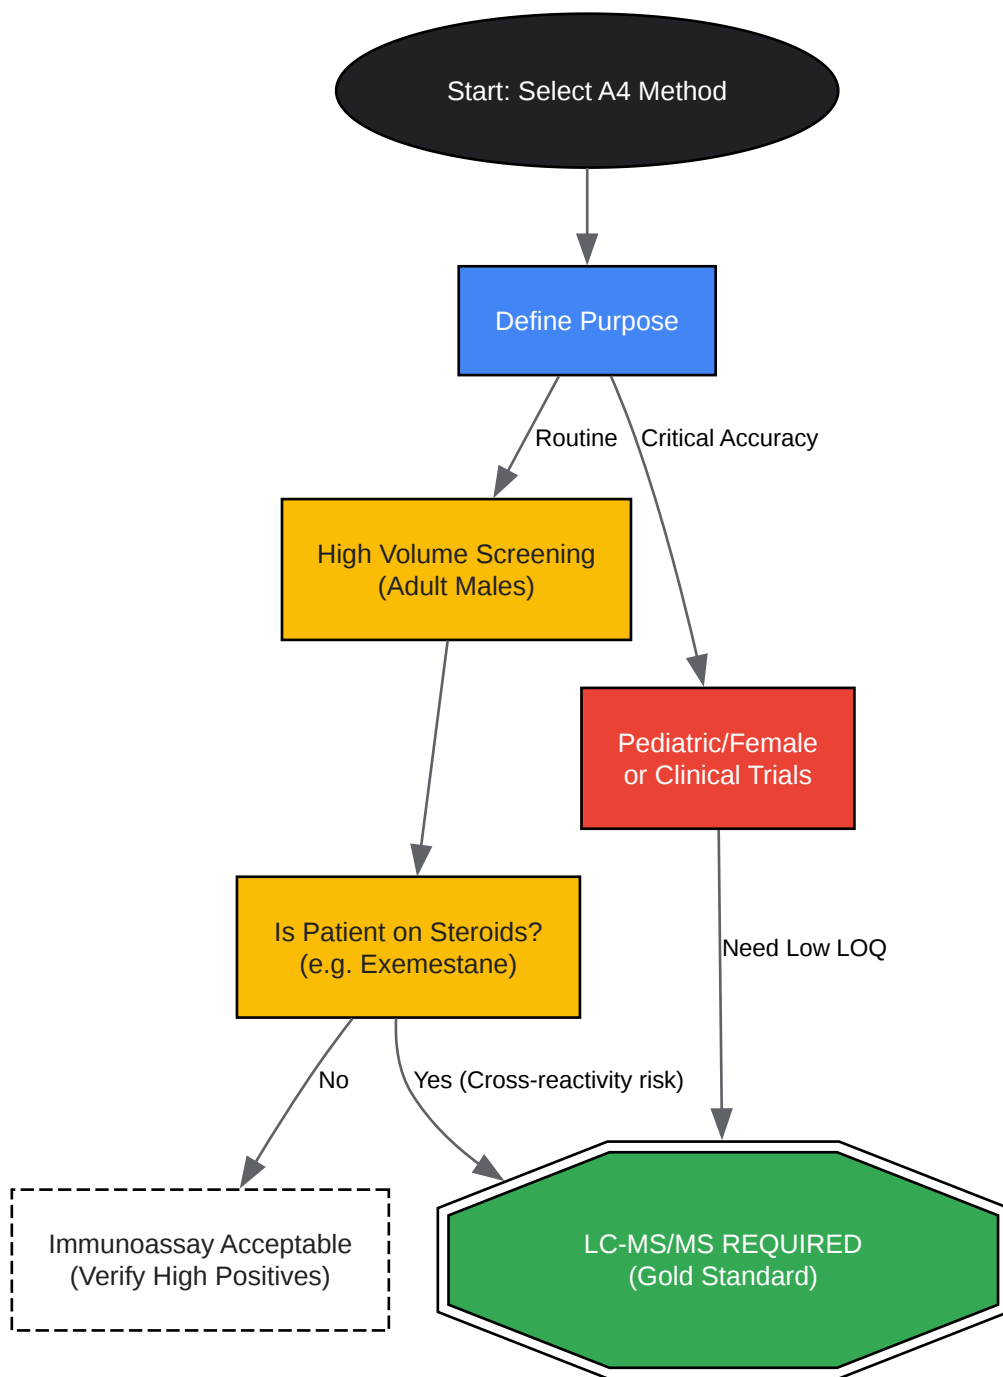 Start: Select A4 Method
Define Purpose
Routine
Critical Accuracy
High Volume Screening
(Adult Males)
Pediatric/Female
or Clinical Trials
Is Patient on Steroids?
(e.g. Exemestane)
Need Low LOQ
No
Yes (Cross-reactivity risk)
Immunoassay Acceptable
(Verify High Positives)
LC-MS/MS REQUIRED
(Gold Standard)